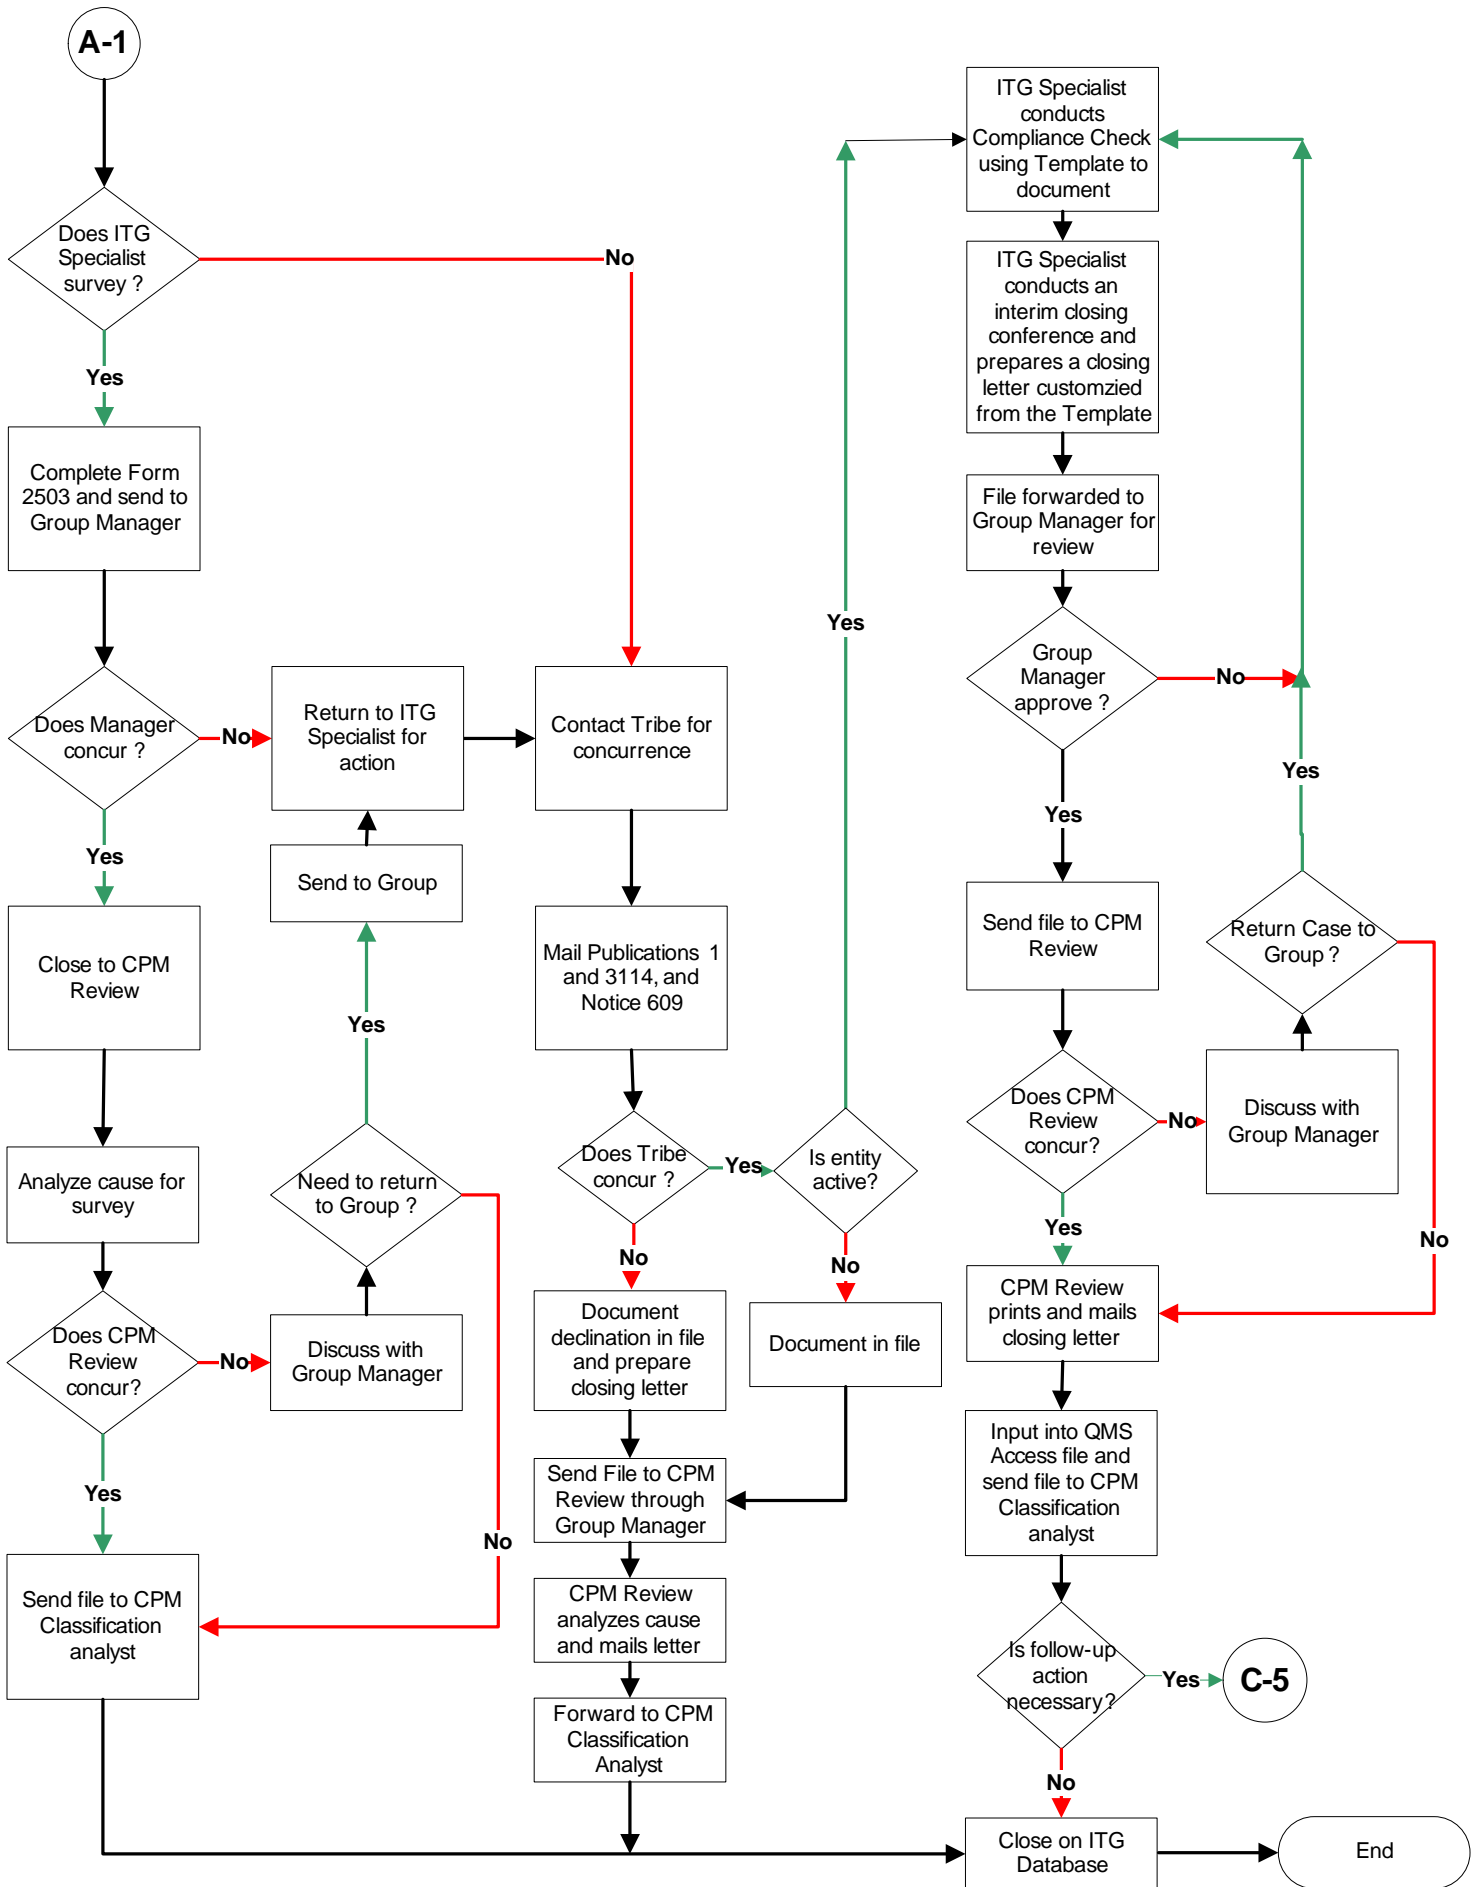 A-1
Does ITG
Specialist
survey ?
No
Yes
Complete Form
2503 and send to
Group Manager
Does Manager
concur ?
No
Return to ITG
Specialist for
action
Contact Tribe for
concurrence
Yes
Send to Group
Close to CPM
Review
Mail Publications 1
and 3114, and
Notice 609
Yes
Analyze cause for
survey
Need to return
to Group ?
Does Tribe
concur ?
Yes
Is entity
active?
Yes
No
No
Does CPM
Review
concur?
No
Discuss with
Group Manager
Document
declination in file
and prepare
closing letter
Document in file
Yes
No
Send File to CPM
Review through
Group Manager
Send file to CPM
Classification
analyst
CPM Review
analyzes cause
and mails letter
Forward to CPM
Classification
Analyst
ITG Specialist
conducts
Compliance Check
using Template to
document
ITG Specialist
conducts an
interim closing
conference and
prepares a closing
letter customzied
from the Template
File forwarded to
Group Manager for
review
Group
Manager
approve ?
No
Yes
Yes
Send file to CPM
Review
Return Case to
Group ?
Does CPM
Review
concur?
No
Discuss with
Group Manager
Yes
No
CPM Review
prints and mails
closing letter
Input into QMS
Access file and
send file to CPM
Classification
analyst
Is follow-up
action
necessary?
Yes
C-5
No
Close on ITG
Database
End